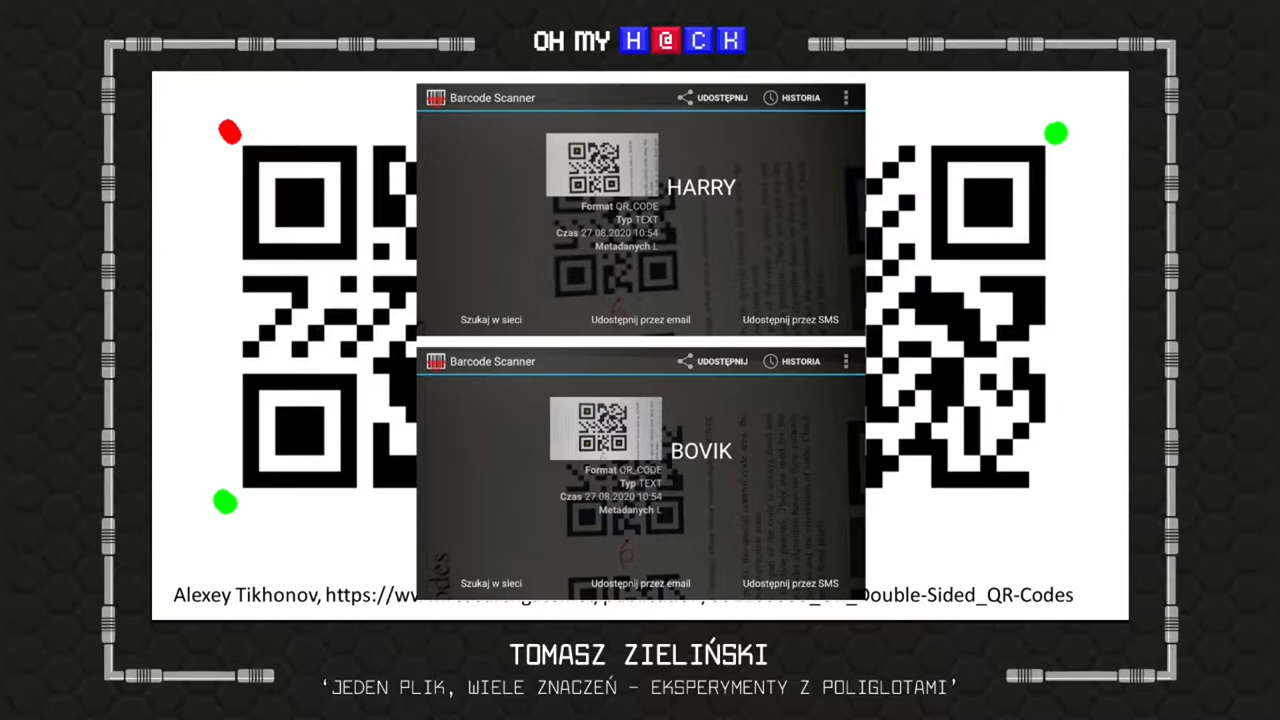 OH MY H@CK
Barcode Scanner UDOSTĘPNIJ HISTORIA
HARRY
Format QR_CODE
Typ TEXT
Czas 27.08.2020 10:54
Metadanych L
Szukaj w sieci Udostępnij przez email Udostępnij przez SMS
Barcode Scanner UDOSTĘPNIJ HISTORIA
BOVIK
Format QR_CODE
Typ TEXT
Czas 27.08.2020 10:54
Metadanych L
Szukaj w sieci Udostępnij przez email Udostępnij przez SMS
Alexey Tikhonov, Double-Sided_QR-Codes
TOMASZ ZIELIŃSKI
‘JEDEN PLIK, WIELE ZNACZEŃ – EKSPERYMENTY Z POLIGLOTAMI’